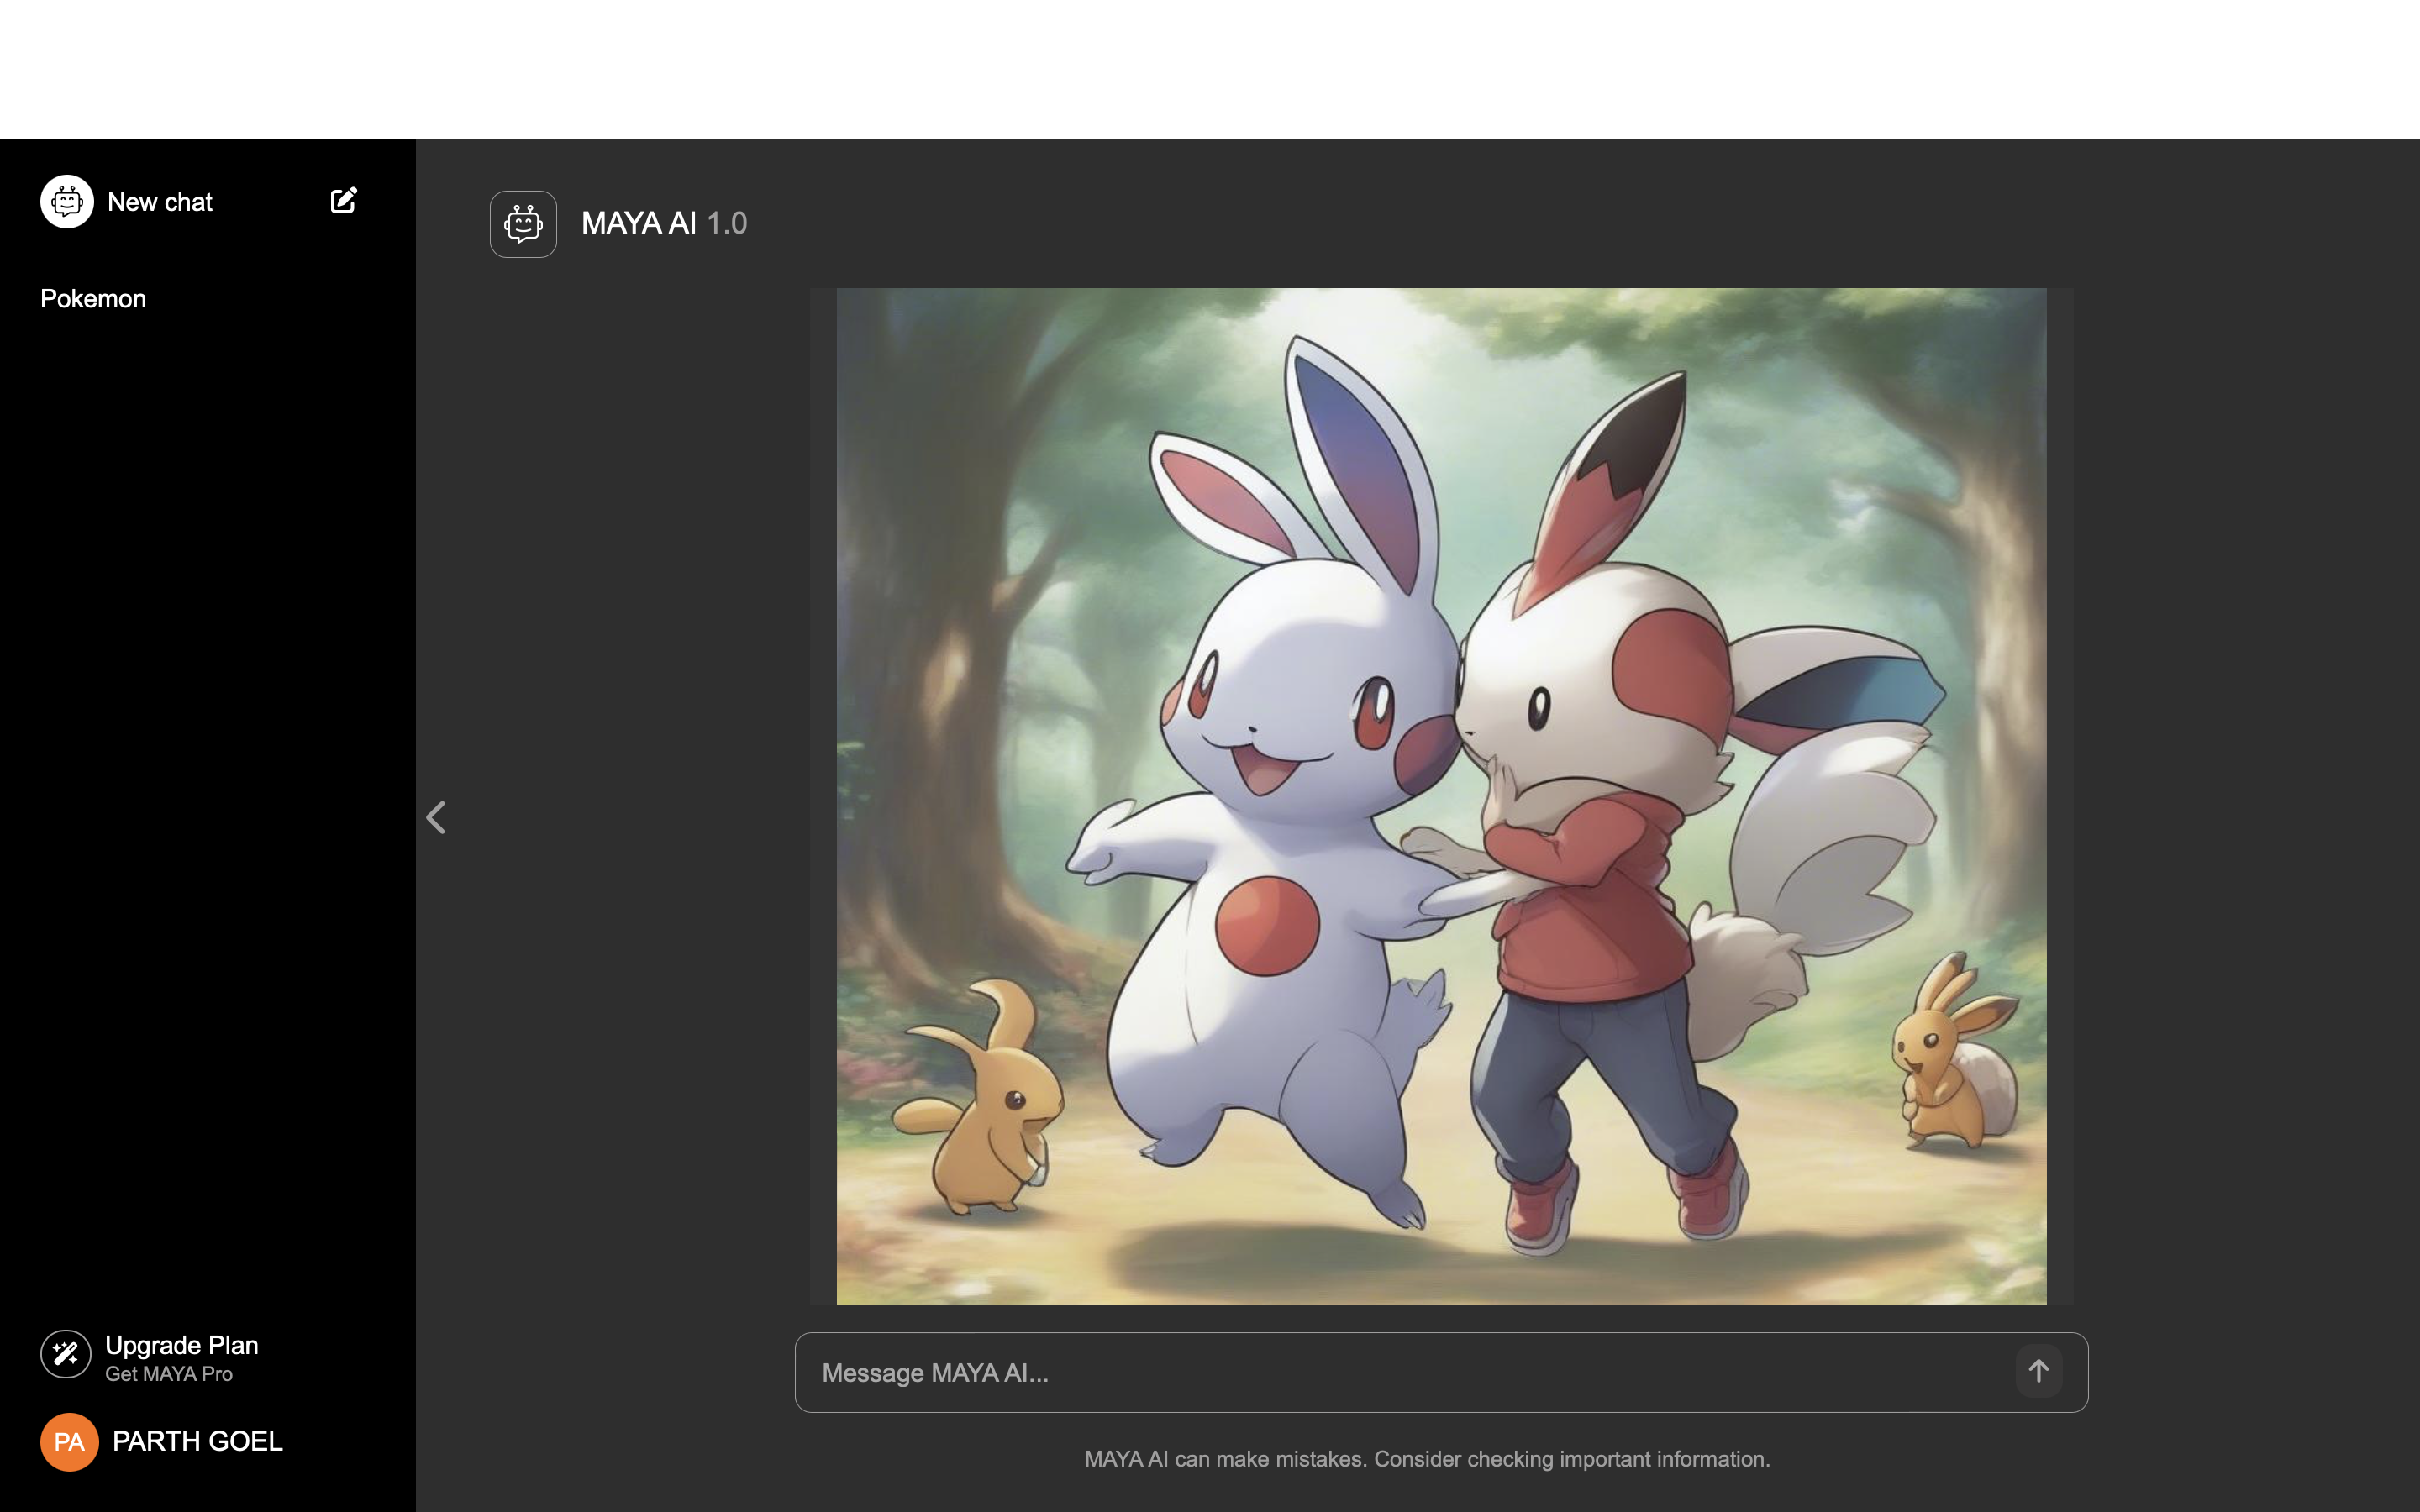 New chat
Pokemon
Upgrade Plan
Get MAYA Pro
PA
PARTH GOEL
MAYA AI 1.0
Message MAYA AI...
MAYA AI can make mistakes. Consider checking important information.